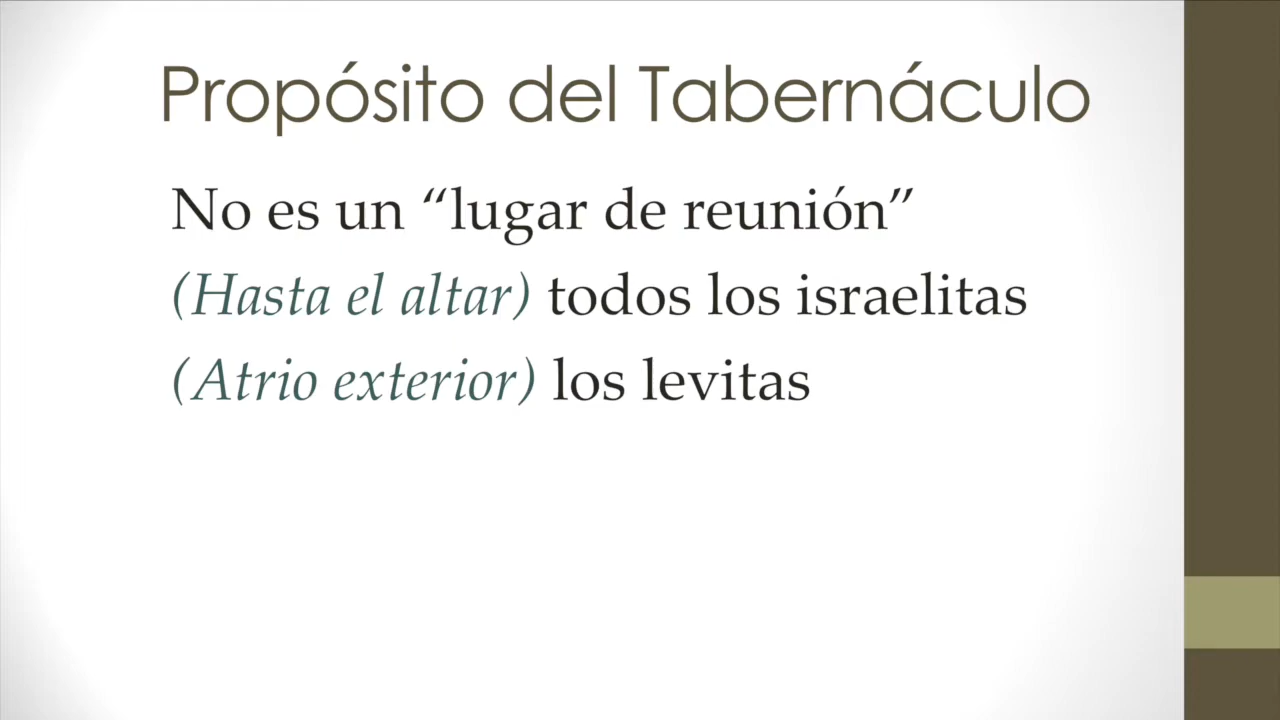 Propósito del Tabernáculo
No es un “lugar de reunión”
(Hasta el altar) todos los israelitas
(Atrio exterior) los levitas